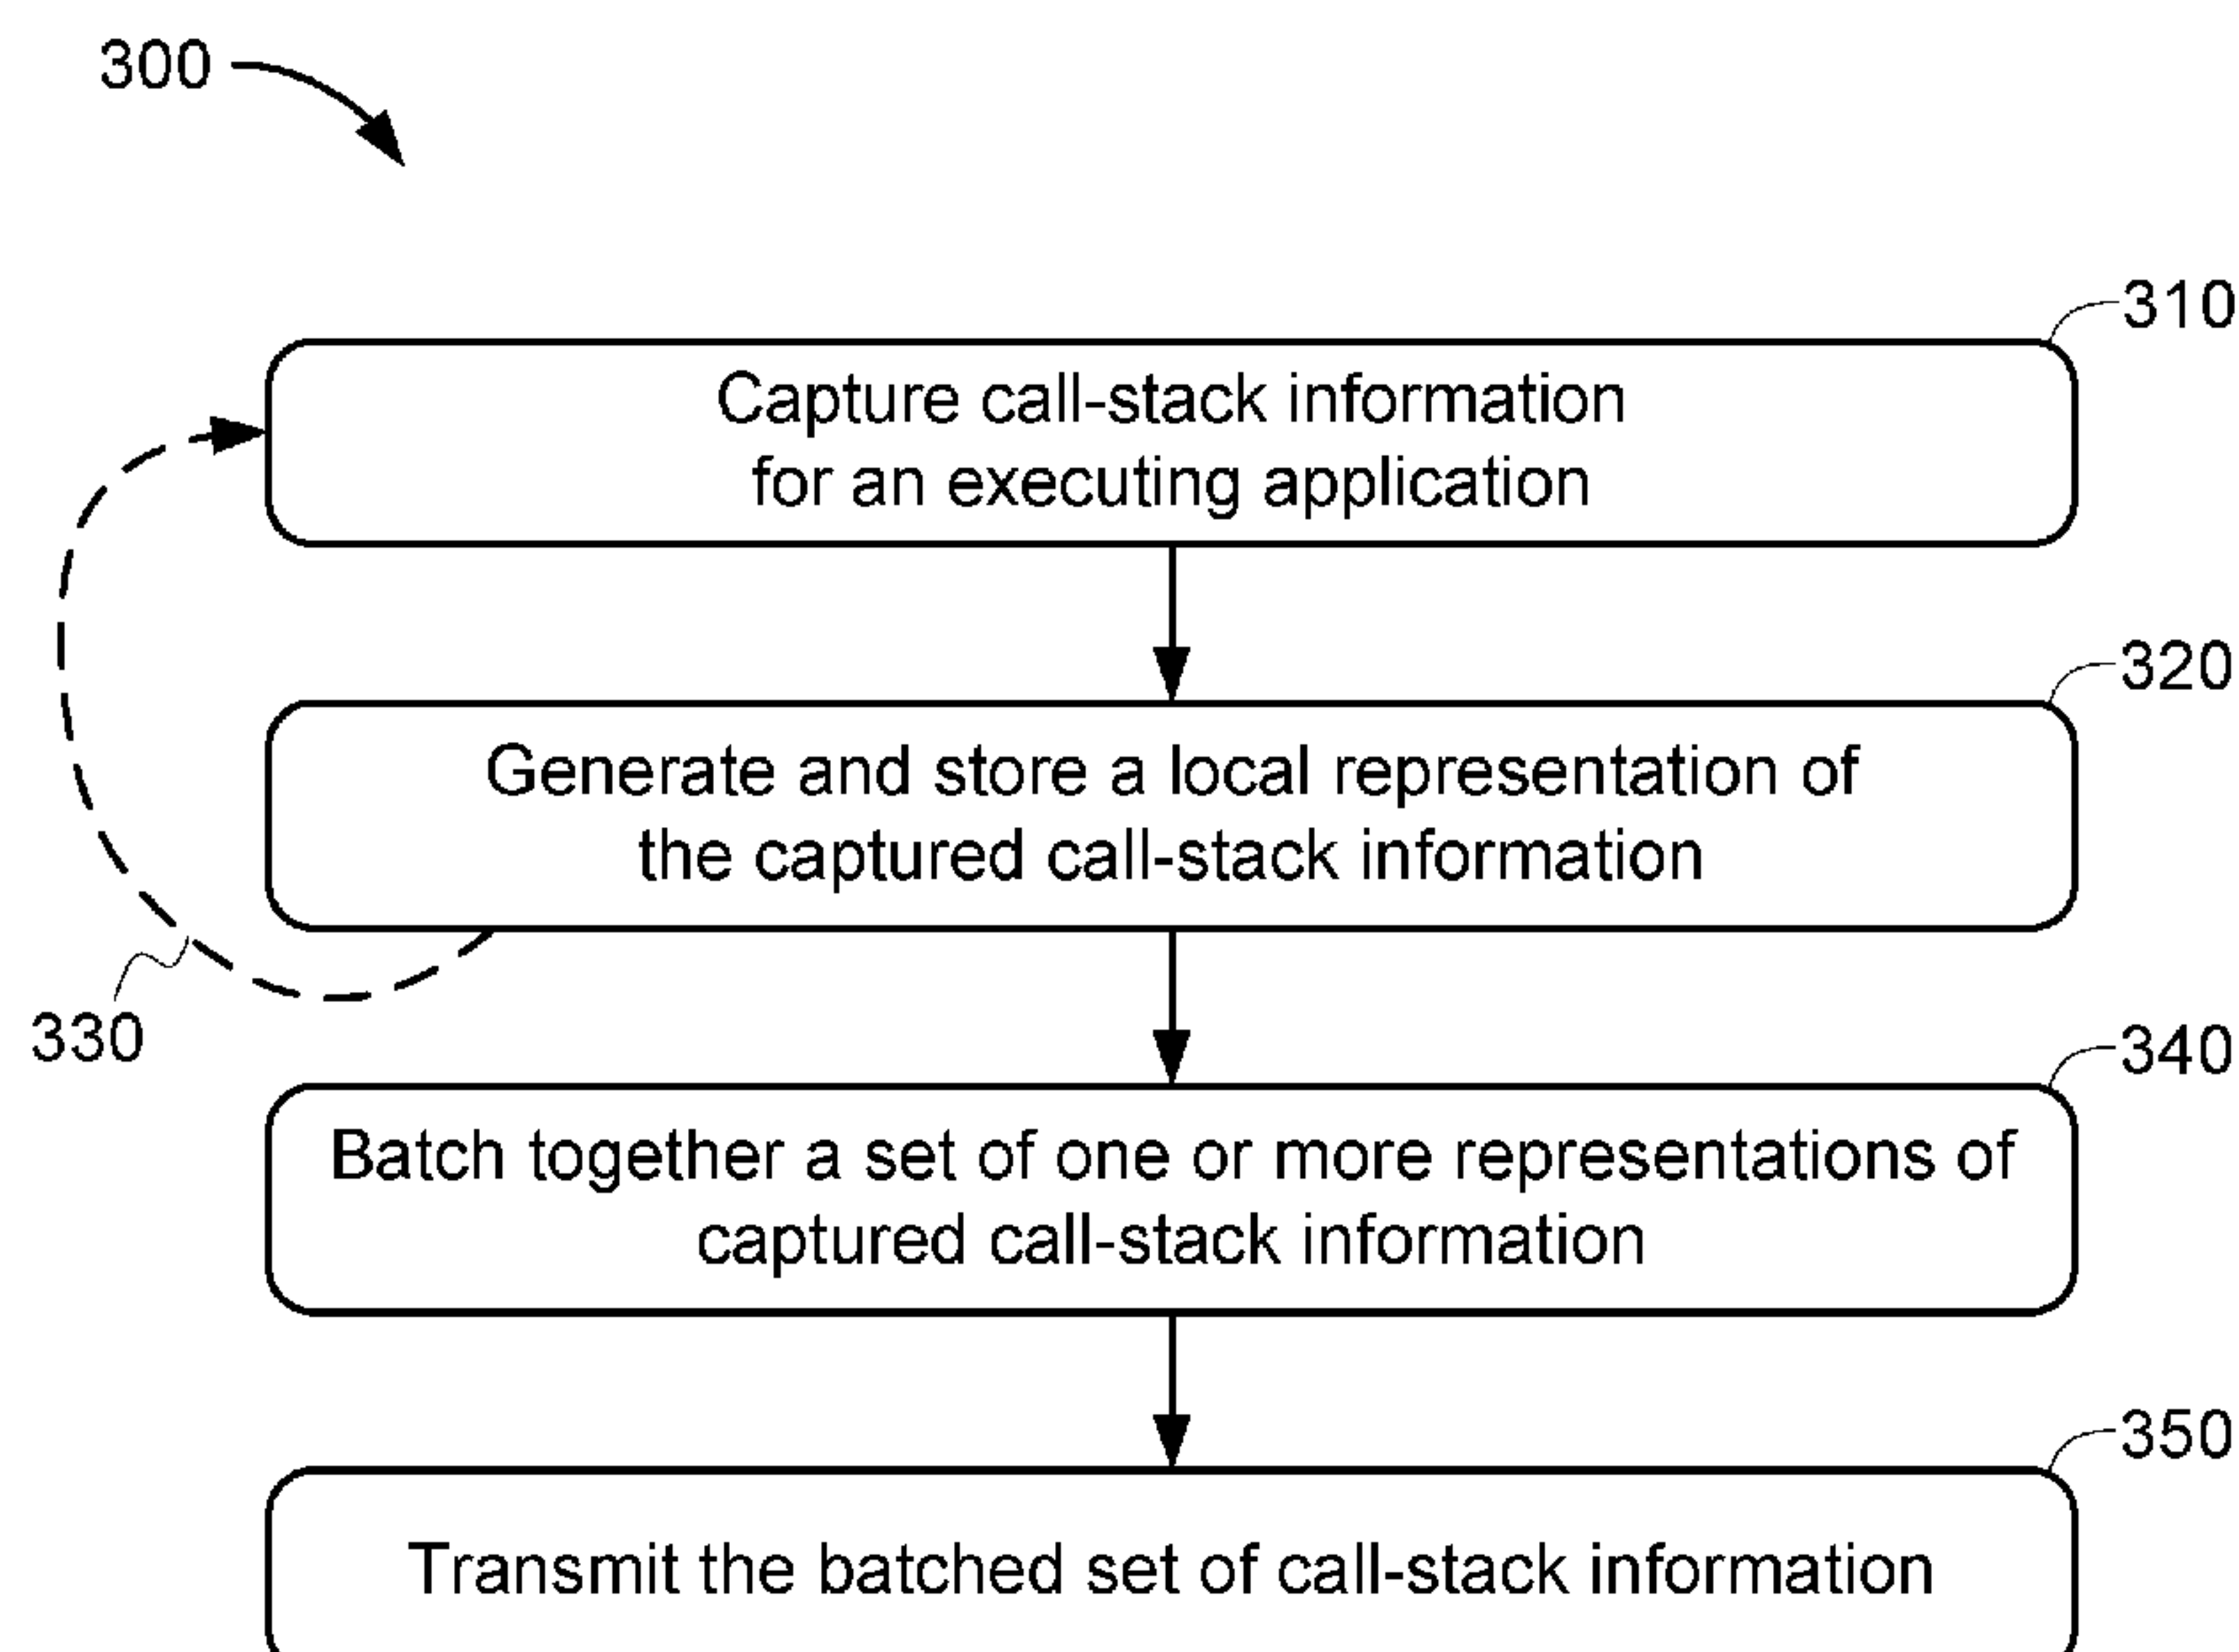 300
310
Capture call-stack information
for an executing application
320
Generate and store a local representation of
the captured call-stack information
330
340
Batch together a set of one or more representations of
captured call-stack information
350
Transmit the batched set of call-stack information